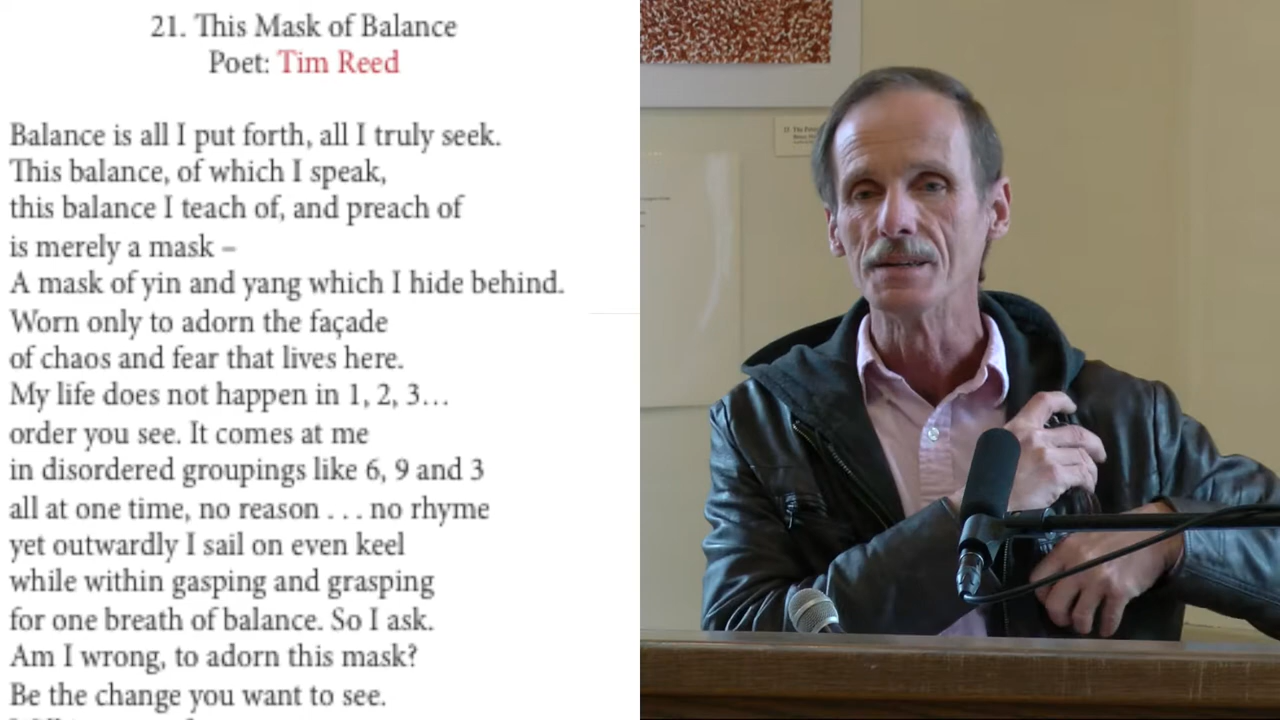 21. This Mask of Balance
Poet: Tim Reed
Balance is all I put forth, all I truly seek.
This balance, of which I speak,
this balance I teach of, and preach of
is merely a mask –
A mask of yin and yang which I hide behind.
Worn only to adorn the façade
of chaos and fear that lives here.
My life does not happen in 1, 2, 3…
order you see. It comes at me
in disordered groupings like 6, 9 and 3
all at one time, no reason . . . no rhyme
yet outwardly I sail on even keel
while within gasping and grasping
for one breath of balance. So I ask.
Am I wrong, to adorn this mask?
Be the change you want to see.